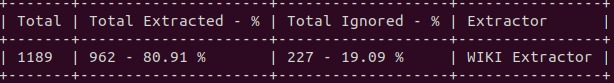 +-------+---------------------+-------------------+----------------+
| Total | Total Extracted - % | Total Ignored - % | Extractor      |
+-------+---------------------+-------------------+----------------+
| 1189  | 962 - 80.91 %       | 227 - 19.09 %     | WIKI Extractor |
+-------+---------------------+-------------------+----------------+